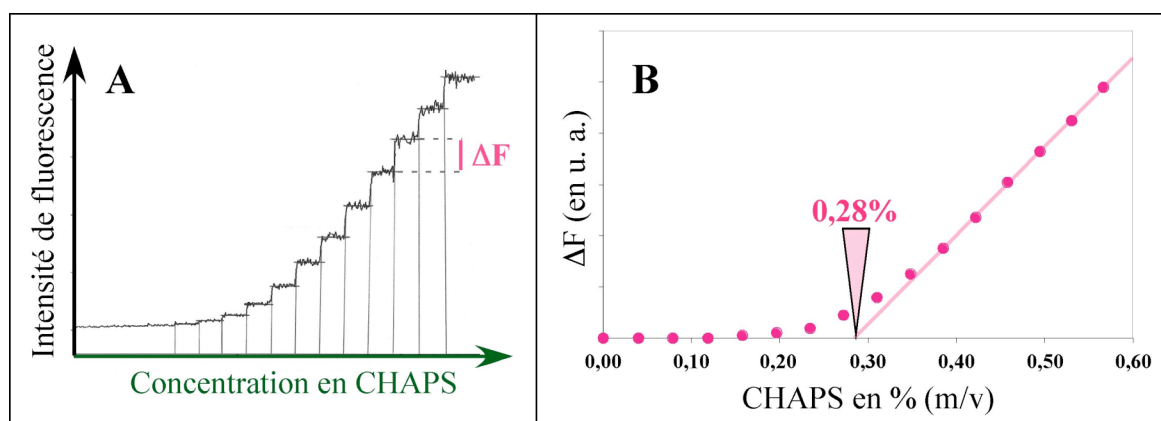 A
Intensité de fluorescence
ΔF
Concentration en CHAPS
B
ΔF (en u. a.)
0,28%
0,00 0,10 0,20 0,30 0,40 0,50 0,60
CHAPS en % (m/v)